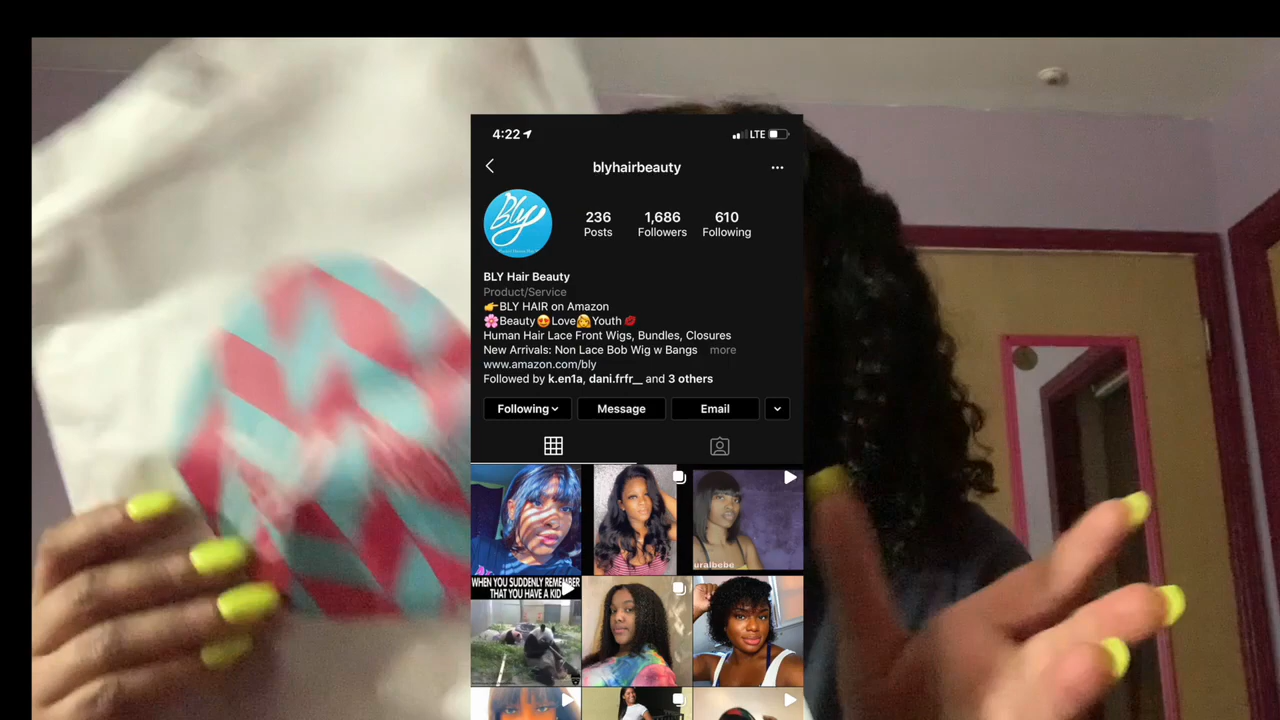 4:22
LTE
blyhairbeauty
Bly
236
1,686
610
Posts
Followers
Following
BLY Hair Beauty
Product/Service
👉BLY HAIR on Amazon
🌸Beauty😍Love👩Youth💋
Human Hair Lace Front Wigs, Bundles, Closures
New Arrivals: Non Lace Bob Wig w Bangs more
www.amazon.com/bly
Followed by k.en1a, dani.frfr__ and 3 others
Following
Message
Email
uralbebe
WHEN YOU SUDDENLY REMEMBER
THAT YOU HAVE A KID